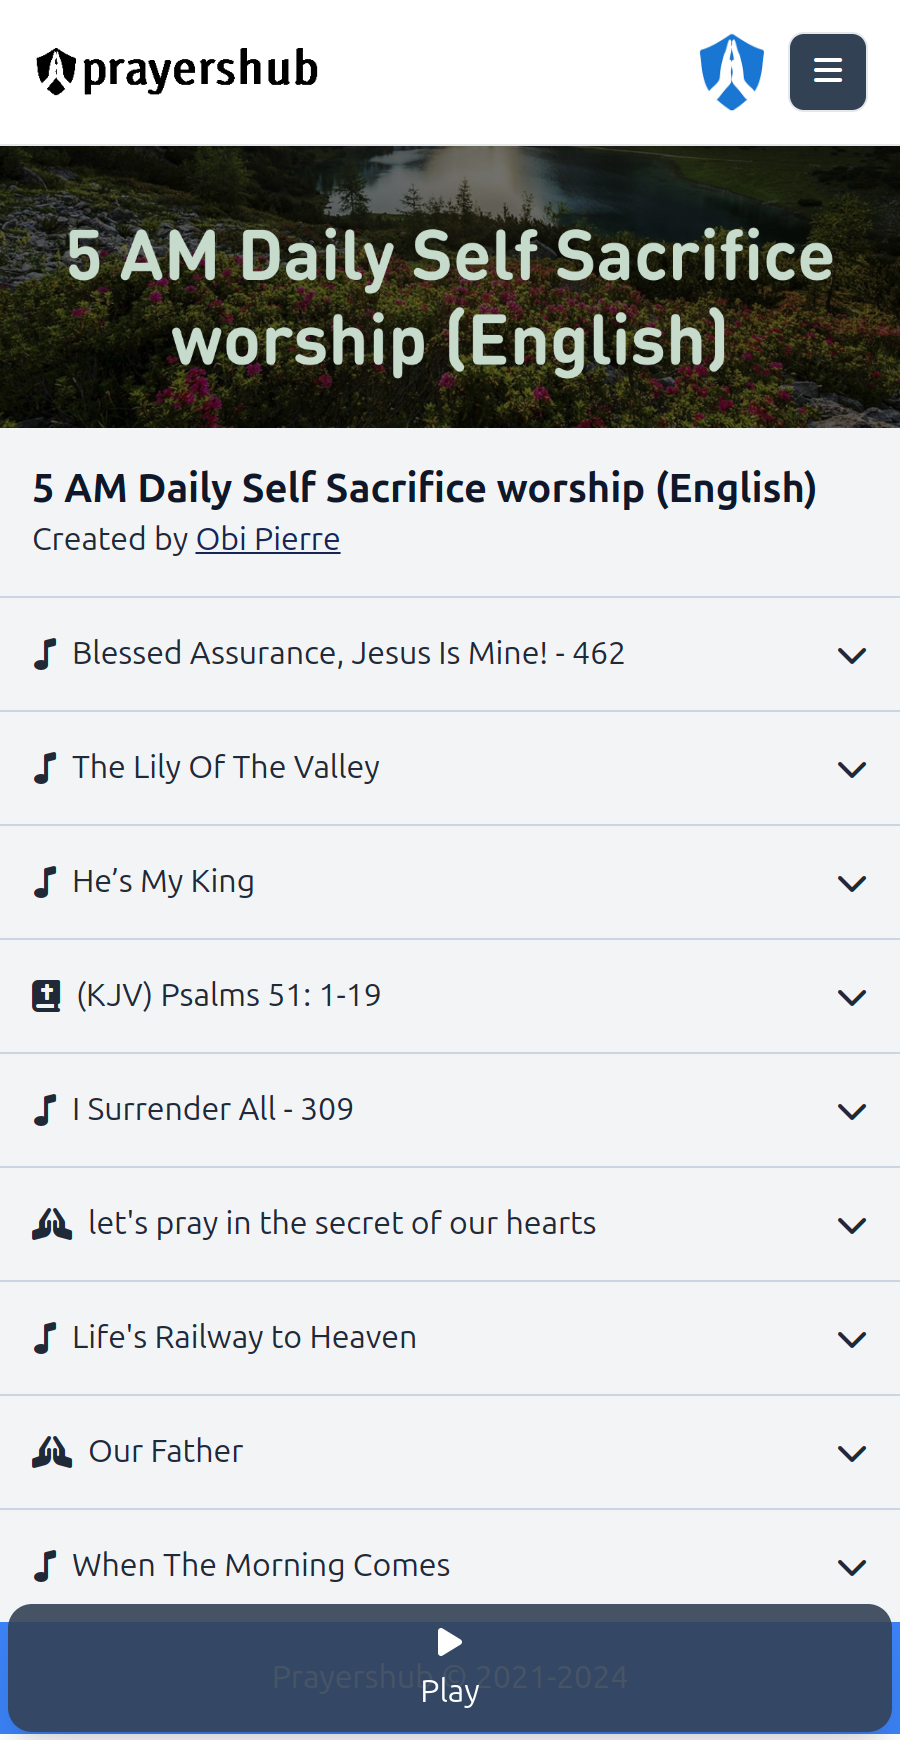 prayershub
5 AM Daily Self Sacrifice
worship (English)
5 AM Daily Self Sacrifice worship (English)
Created by Obi Pierre
Blessed Assurance, Jesus Is Mine! - 462
The Lily Of The Valley
He’s My King
(KJV) Psalms 51: 1-19
I Surrender All - 309
let's pray in the secret of our hearts
Life's Railway to Heaven
Our Father
When The Morning Comes
Prayershub © 2021-2024
Play